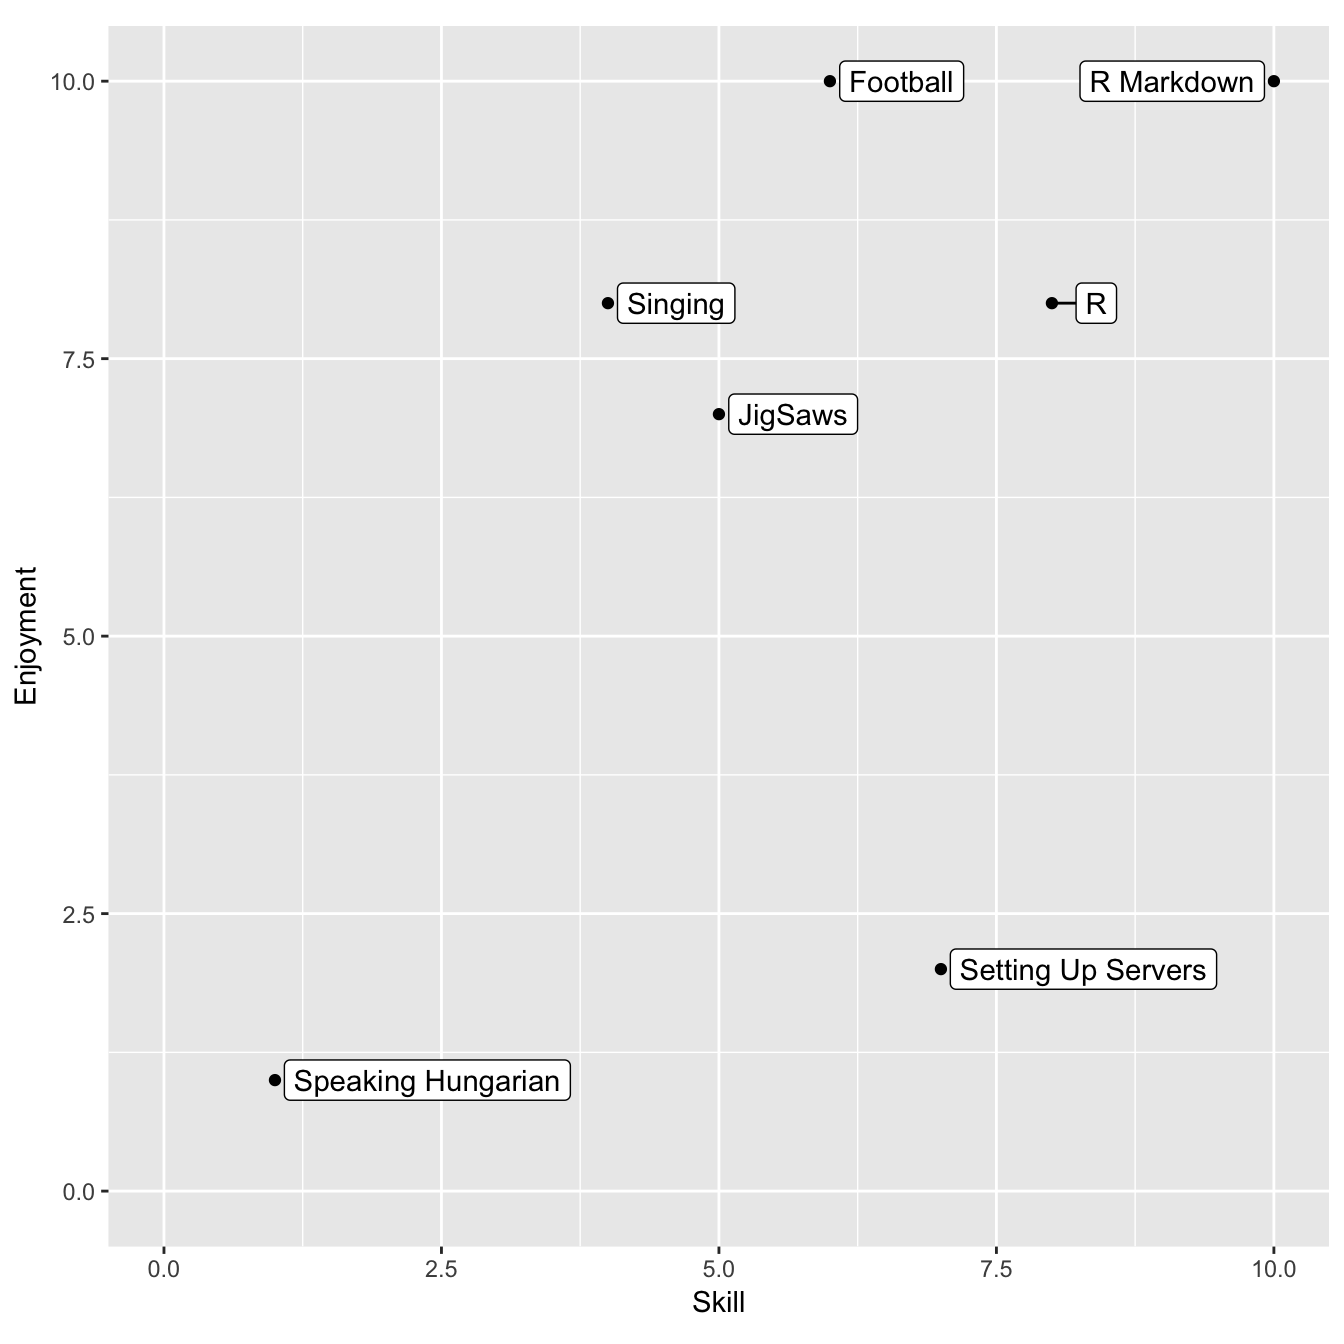 10.0
Football
R Markdown
Singing
R
7.5
JigSaws
Enjoyment
5.0
2.5
Setting Up Servers
Speaking Hungarian
0.0
0.0 2.5 5.0 7.5 10.0
Skill